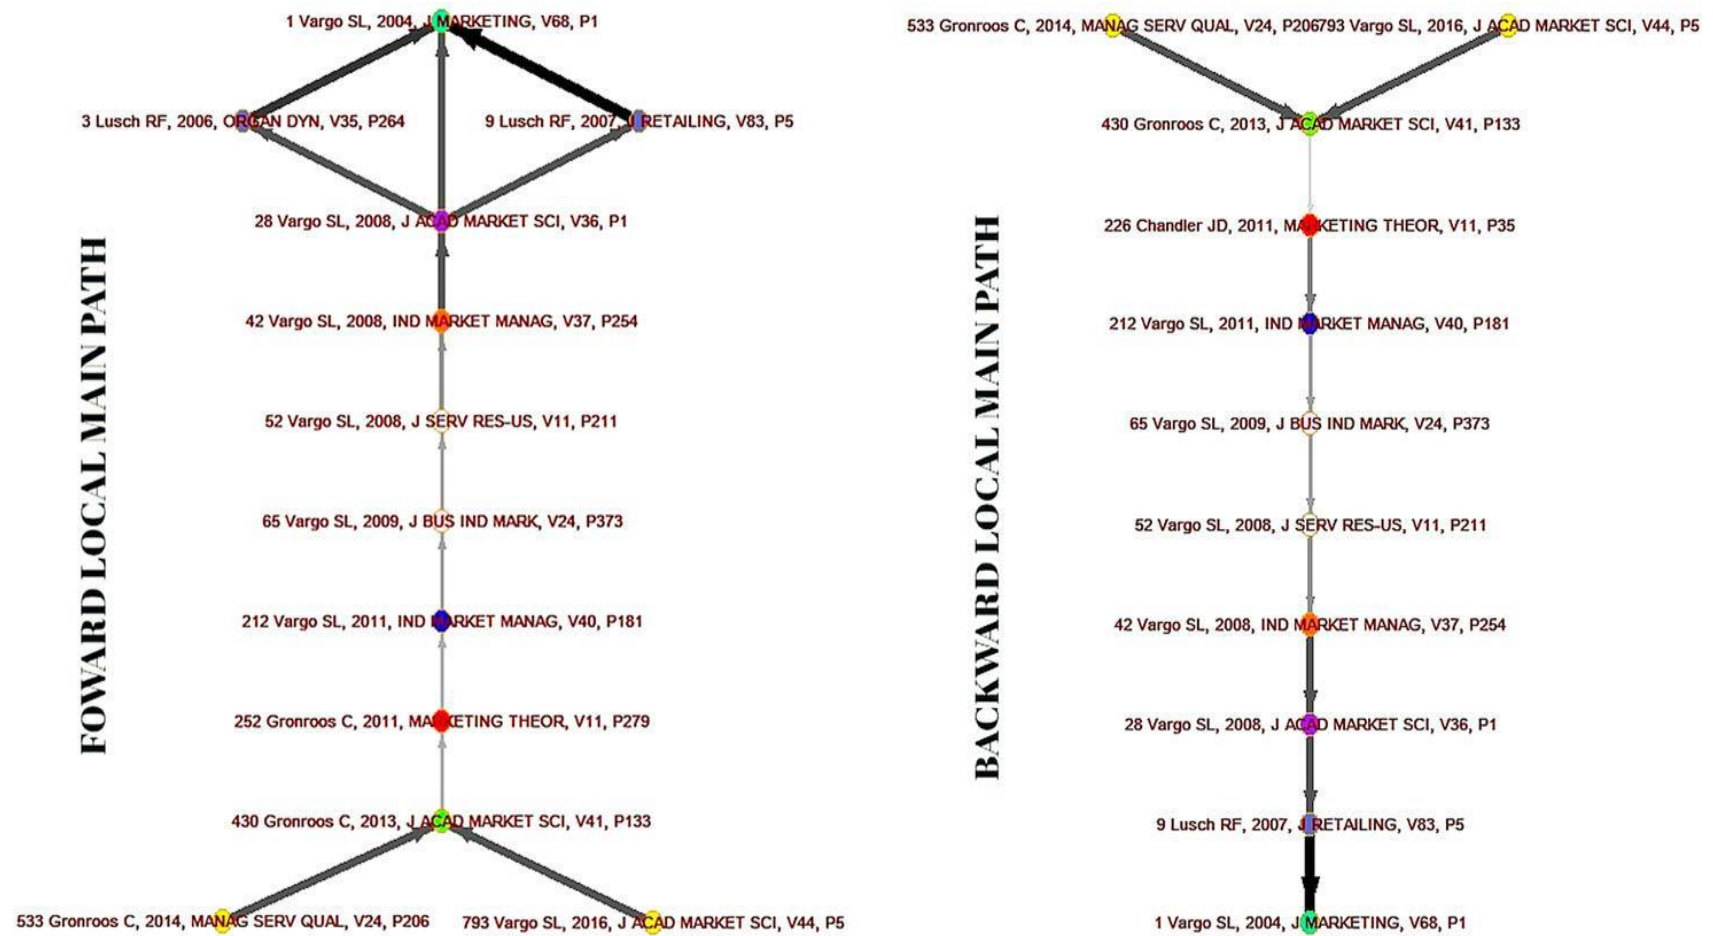 1 Vargo SL, 2004, J MARKETING, V68, P1
3 Lusch RF, 2006, ORGAN DYN, V35, P264
9 Lusch RF, 2007, J RETAILING, V83, P5
28 Vargo SL, 2008, J ACAD MARKET SCI, V36, P1
42 Vargo SL, 2008, IND MARKET MANAG, V37, P254
52 Vargo SL, 2008, J SERV RES-US, V11, P211
65 Vargo SL, 2009, J BUS IND MARK, V24, P373
212 Vargo SL, 2011, IND MARKET MANAG, V40, P181
252 Gronroos C, 2011, MARKETING THEOR, V11, P279
430 Gronroos C, 2013, J ACAD MARKET SCI, V41, P133
533 Gronroos C, 2014, MANAG SERV QUAL, V24, P206
793 Vargo SL, 2016, J ACAD MARKET SCI, V44, P5
FOWARD LOCAL MAIN PATH
533 Gronroos C, 2014, MANAG SERV QUAL, V24, P206
793 Vargo SL, 2016, J ACAD MARKET SCI, V44, P5
430 Gronroos C, 2013, J ACAD MARKET SCI, V41, P133
226 Chandler JD, 2011, MARKETING THEOR, V11, P35
212 Vargo SL, 2011, IND MARKET MANAG, V40, P181
65 Vargo SL, 2009, J BUS IND MARK, V24, P373
52 Vargo SL, 2008, J SERV RES-US, V11, P211
42 Vargo SL, 2008, IND MARKET MANAG, V37, P254
28 Vargo SL, 2008, J ACAD MARKET SCI, V36, P1
9 Lusch RF, 2007, J RETAILING, V83, P5
1 Vargo SL, 2004, J MARKETING, V68, P1
BACKWARD LOCAL MAIN PATH